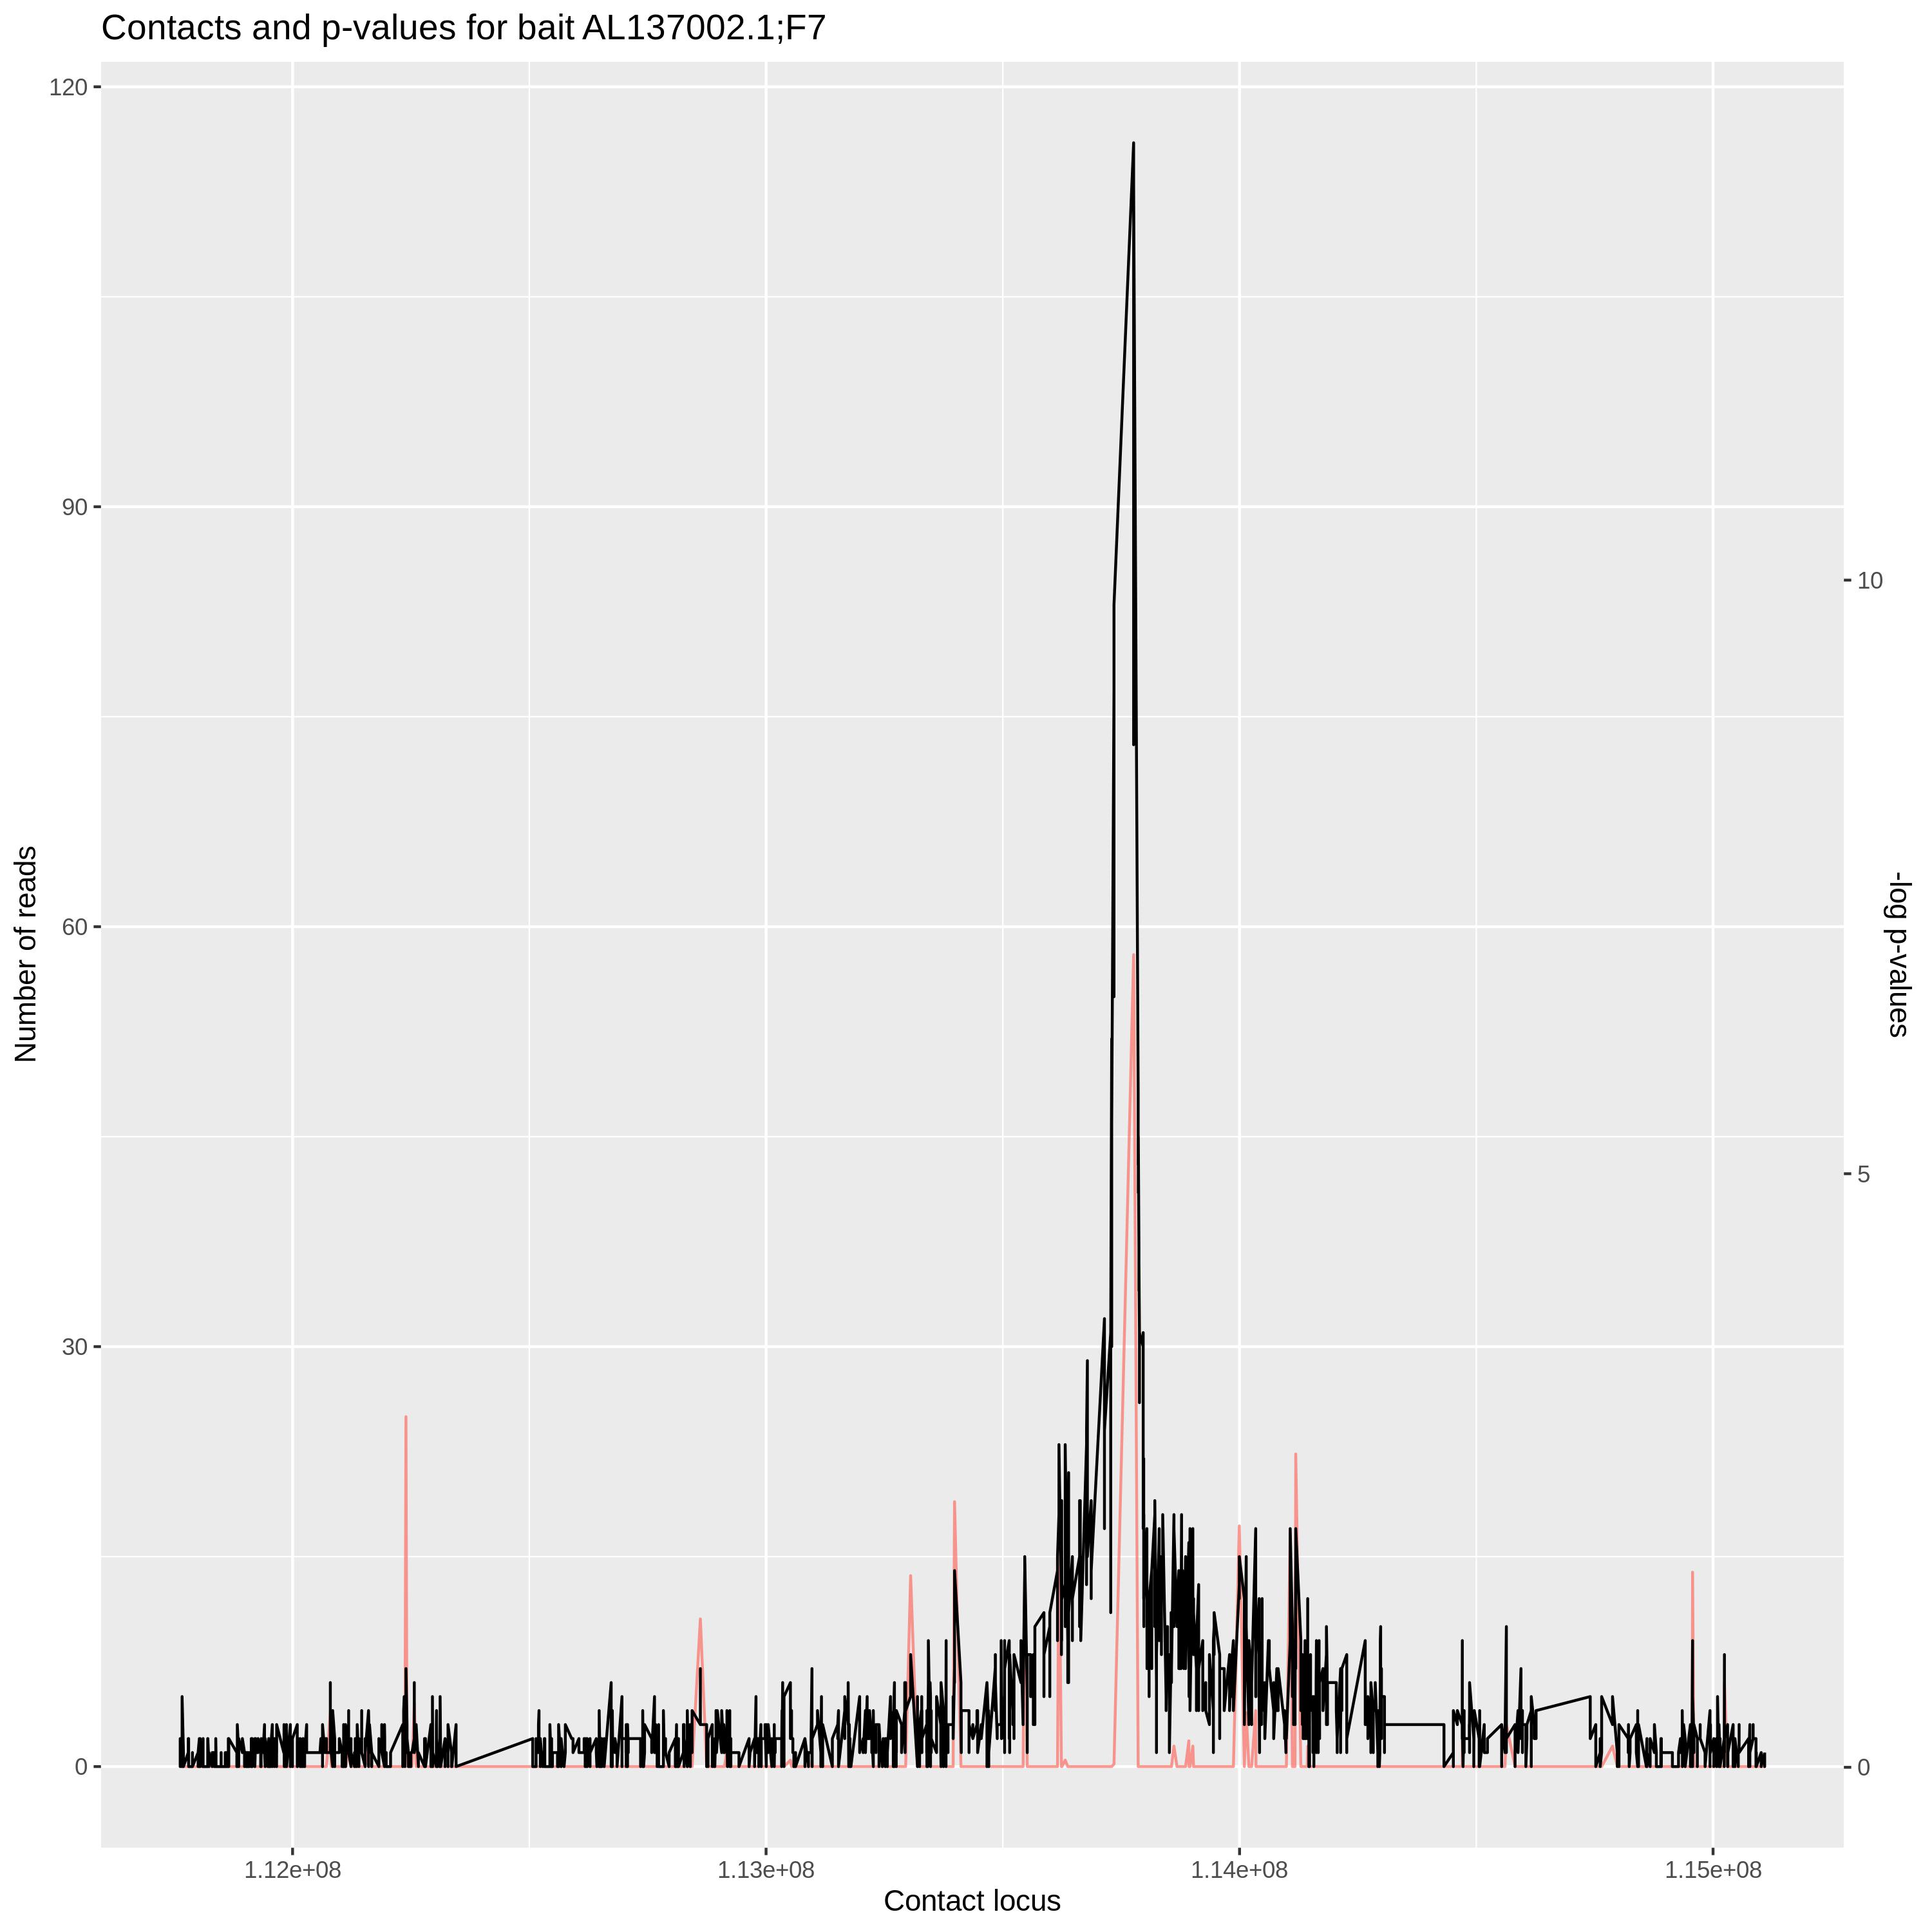 Contacts and p-values for bait AL137002.1;F7
120
90
60
30
0
Number of reads
10
5
0
-log p-values
1.12e+08
1.13e+08
1.14e+08
1.15e+08
Contact locus